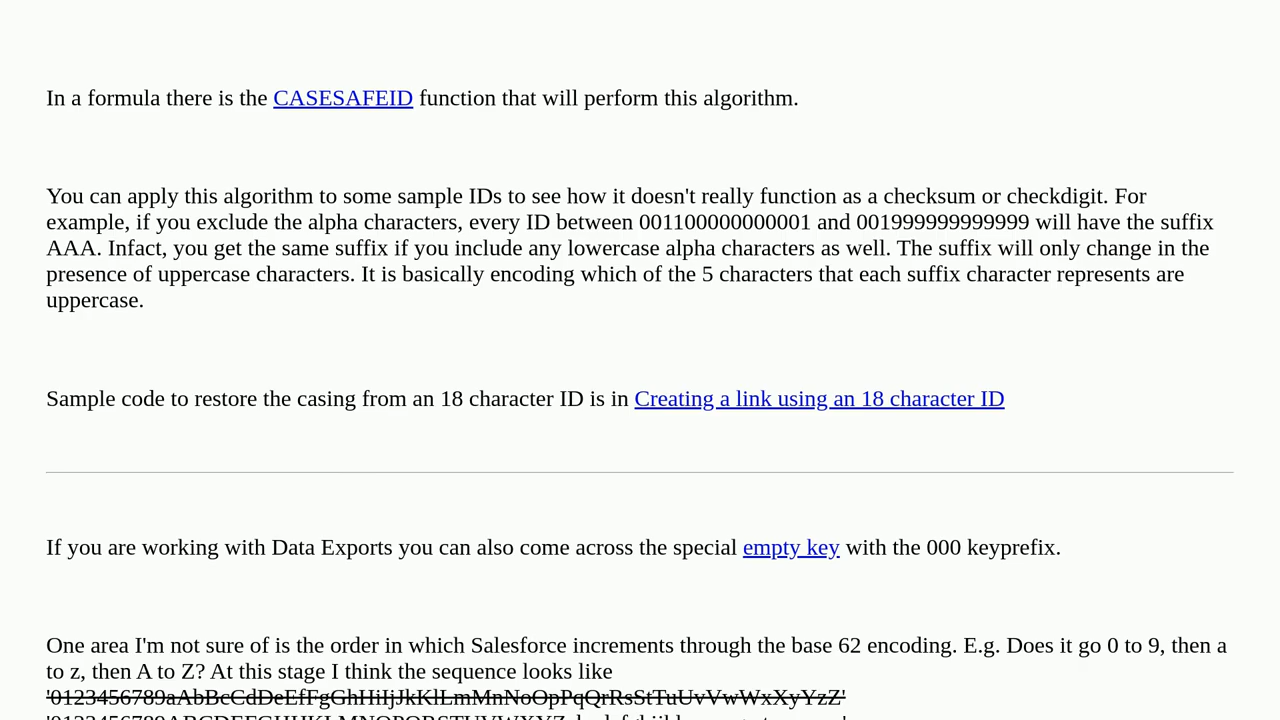 In a formula there is the CASESAFEID function that will perform this algorithm.
You can apply this algorithm to some sample IDs to see how it doesn't really function as a checksum or checkdigit. For
example, if you exclude the alpha characters, every ID between 001100000000001 and 001999999999999 will have the suffix
AAA. Infact, you get the same suffix if you include any lowercase alpha characters as well. The suffix will only change in the
presence of uppercase characters. It is basically encoding which of the 5 characters that each suffix character represents are
uppercase.
Sample code to restore the casing from an 18 character ID is in Creating a link using an 18 character ID
If you are working with Data Exports you can also come across the special empty key with the 000 keyprefix.
One area I'm not sure of is the order in which Salesforce increments through the base 62 encoding. E.g. Does it go 0 to 9, then a
to z, then A to Z? At this stage I think the sequence looks like
'0123456789aAbBcCdDeEfFgGhHiIjJkKlLmMnNoOpPqQrRsStTuUvVwWxXyYzZ'